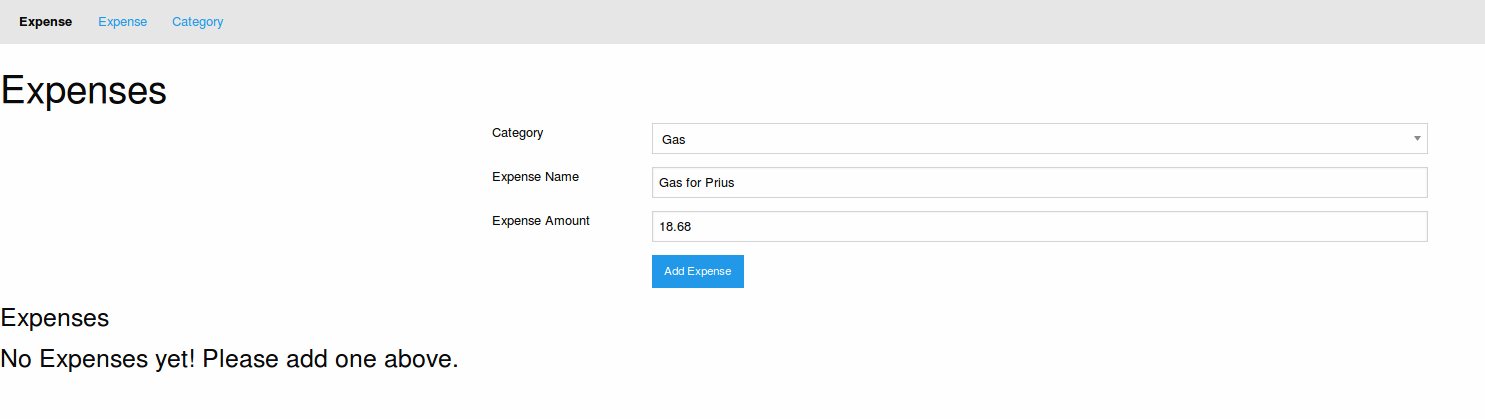 Expense Expense Category
Expenses
Category Gas
Expense Name Gas for Prius
Expense Amount 18.68
Add Expense
Expenses
No Expenses yet! Please add one above.